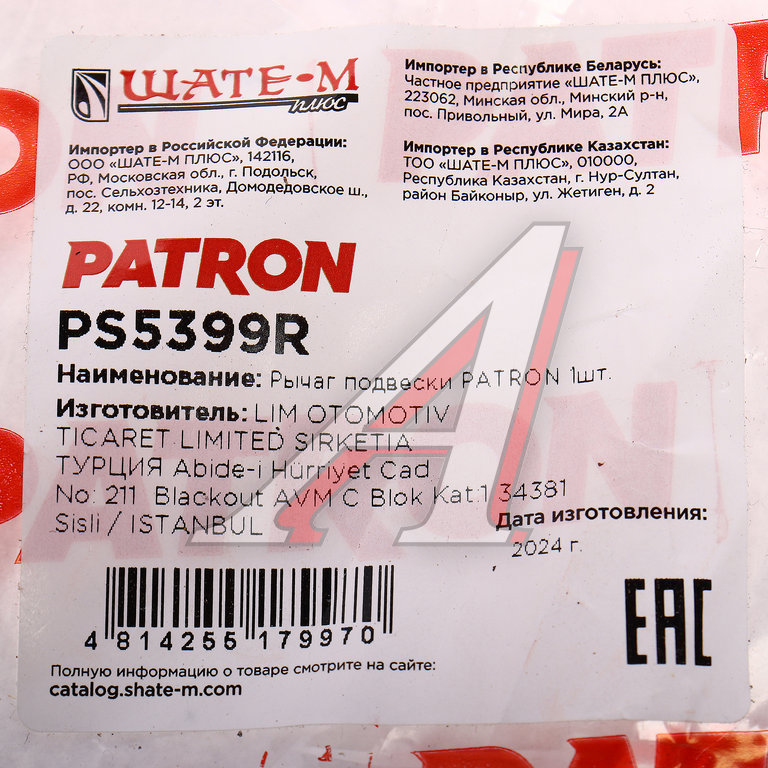 ШАТЕ-М
плюс
Импортер в Российской Федерации:
ООО «ШАТЕ-М ПЛЮС», 142116,
РФ, Московская обл., г. Подольск,
пос. Сельхозтехника, Домодедовское ш.,
д. 22, комн. 12-14, 2 эт.
Импортер в Республике Беларусь:
Частное предприятие «ШАТЕ-М ПЛЮС»,
223062, Минская обл., Минский р-н,
пос. Привольный, ул. Мира, 2А
Импортер в Республике Казахстан:
ТОО «ШАТЕ-М ПЛЮС», 010000,
Республика Казахстан, г. Нур-Султан,
район Байконыр, ул. Жетиген, д. 2
PATRON
PS5399R
Наименование: Рычаг подвески PATRON 1шт.
Изготовитель: LIM OTOMOTIV
TICARET LIMITED SIRKETIA
ТУРЦИЯ Abide-i Hürriyet Cad
No: 211 Blackout AVM C Blok Kat:1 34381
Sisli / ISTANBUL
Дата изготовления:
2024 г.
4 814255 179970
EAC
Полную информацию о товаре смотрите на сайте:
catalog.shate-m.com
PATRON
PATRON